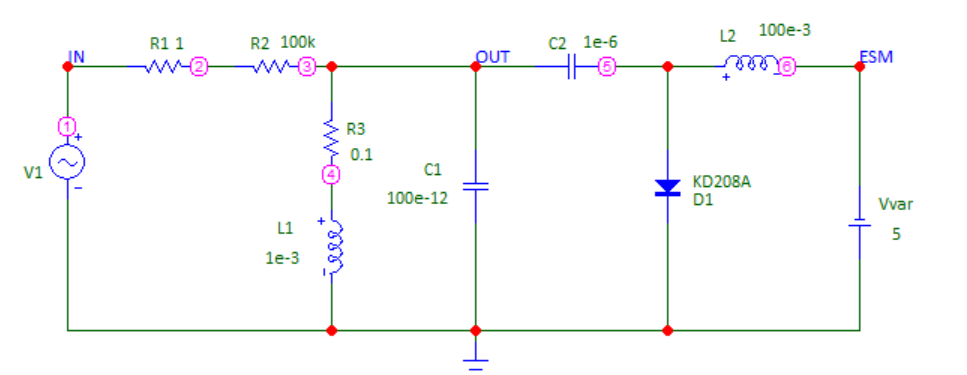 IN
R1 1
2
R2 100k
3
OUT
C2 1e-6
5
L2 100e-3
+ -
6
ESM
1
+
V1
-
R3
0.1
4
C1
100e-12
KD208A
D1
Vvar
5
L1
1e-3
+
-